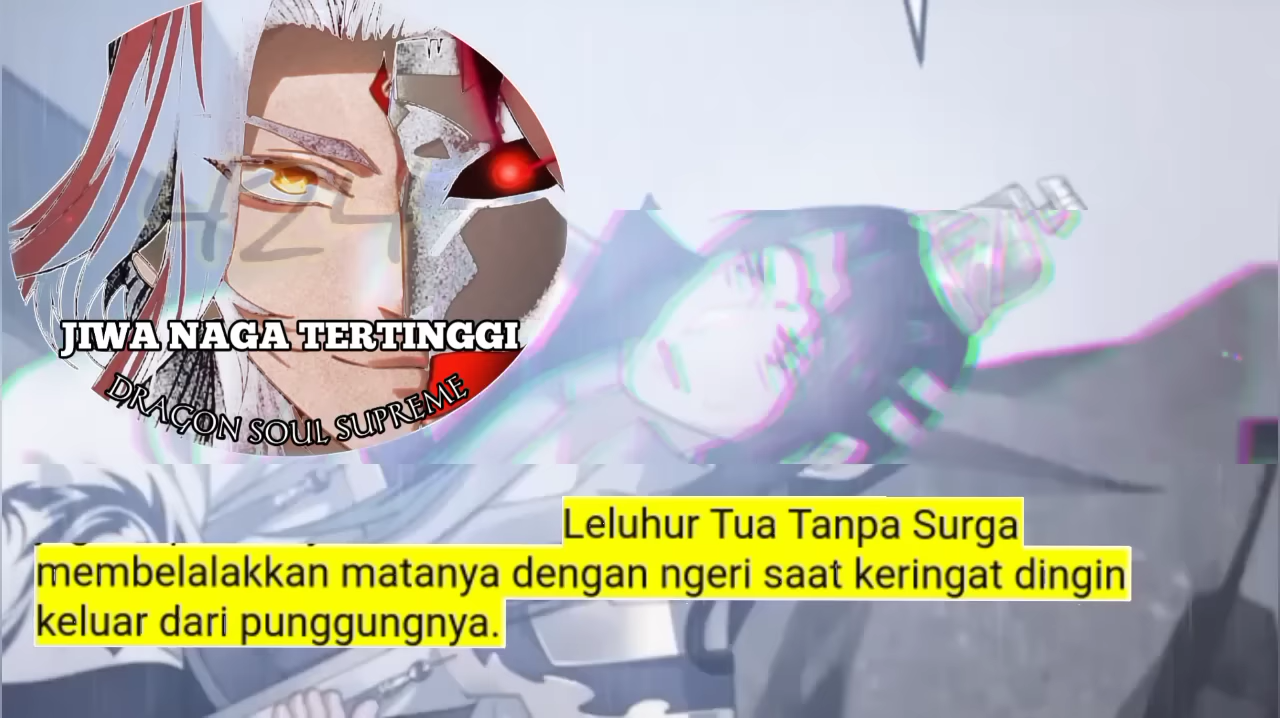 424
JIWA NAGA TERTINGGI
DRAGON SOUL SUPREME
Leluhur Tua Tanpa Surga
membelalakkan matanya dengan ngeri saat keringat dingin
keluar dari punggungnya.